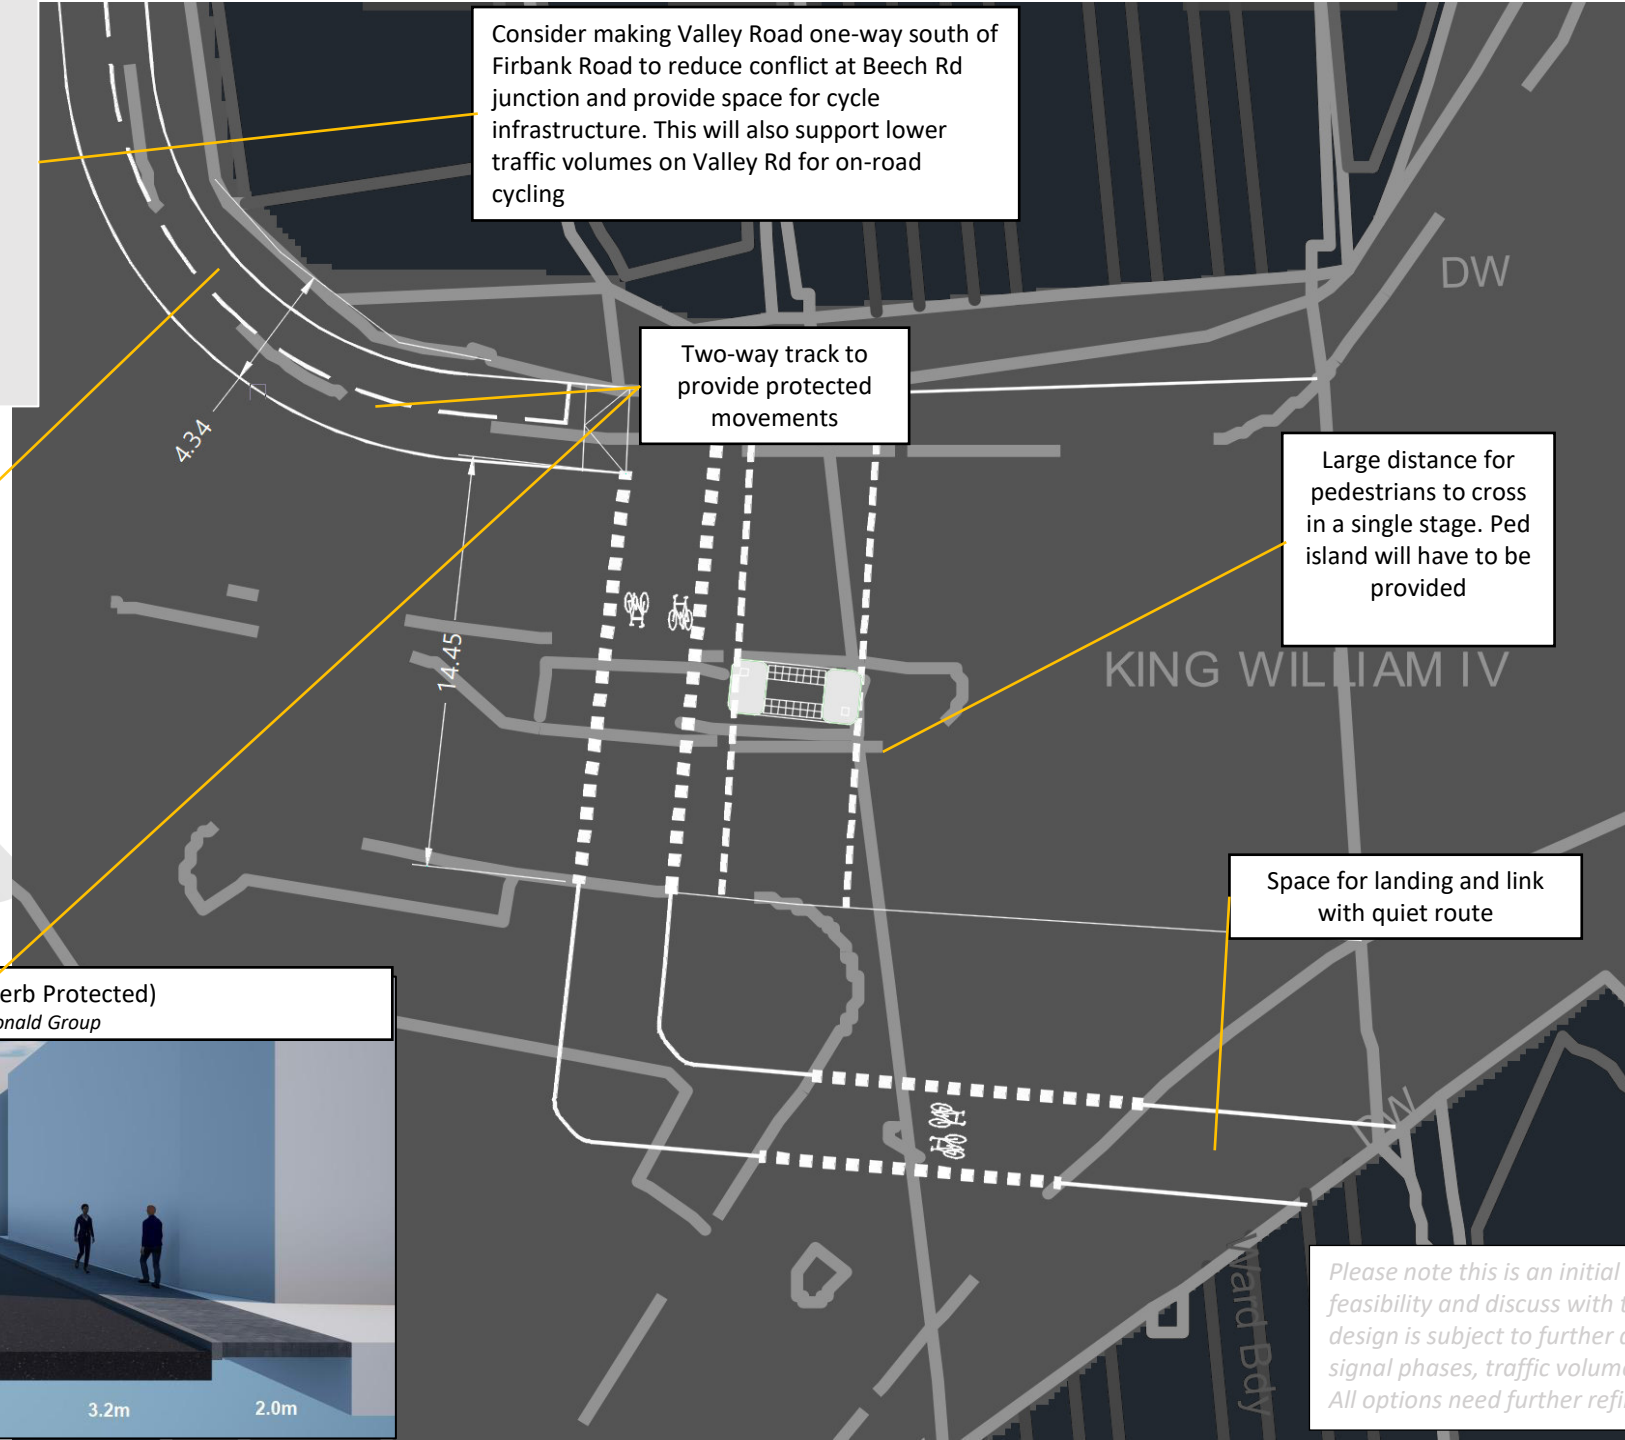 Consider making Valley Road one-way south of
Firbank Road to reduce conflict at Beech Rd
junction and provide space for cycle
infrastructure. This will also support lower
traffic volumes on Valley Rd for on-road
cycling
DW
Two-way track to
provide protected
movements
4.34
Large distance for
pedestrians to cross
in a single stage. Ped
island will have to be
provided
14.45
KING WILLIAM IV
Space for landing and link
with quiet route
erb Protected)
onald Group
3.2m
2.0m
Ward Bdy
Please note this is an initial
feasibility and discuss with t
design is subject to further
signal phases, traffic volum
All options need further refi